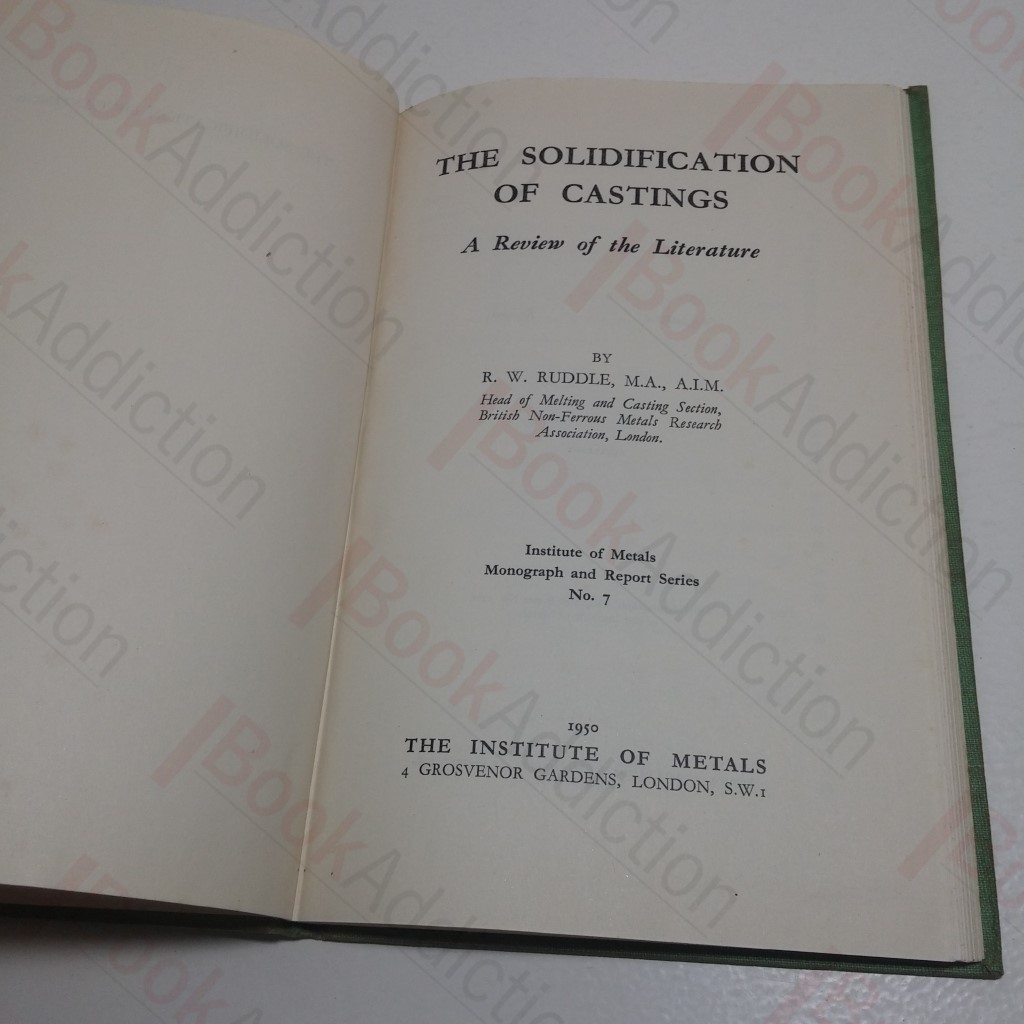 THE SOLIDIFICATION
OF CASTINGS
A Review of the Literature
BY
R. W. RUDDLE, M.A., A.I.M.
Head of Melting and Casting Section,
British Non-Ferrous Metals Research
Association, London.
Institute of Metals
Monograph and Report Series
No. 7
1950
THE INSTITUTE OF METALS
4 GROSVENOR GARDENS, LONDON, S.W.1
BookAddiction